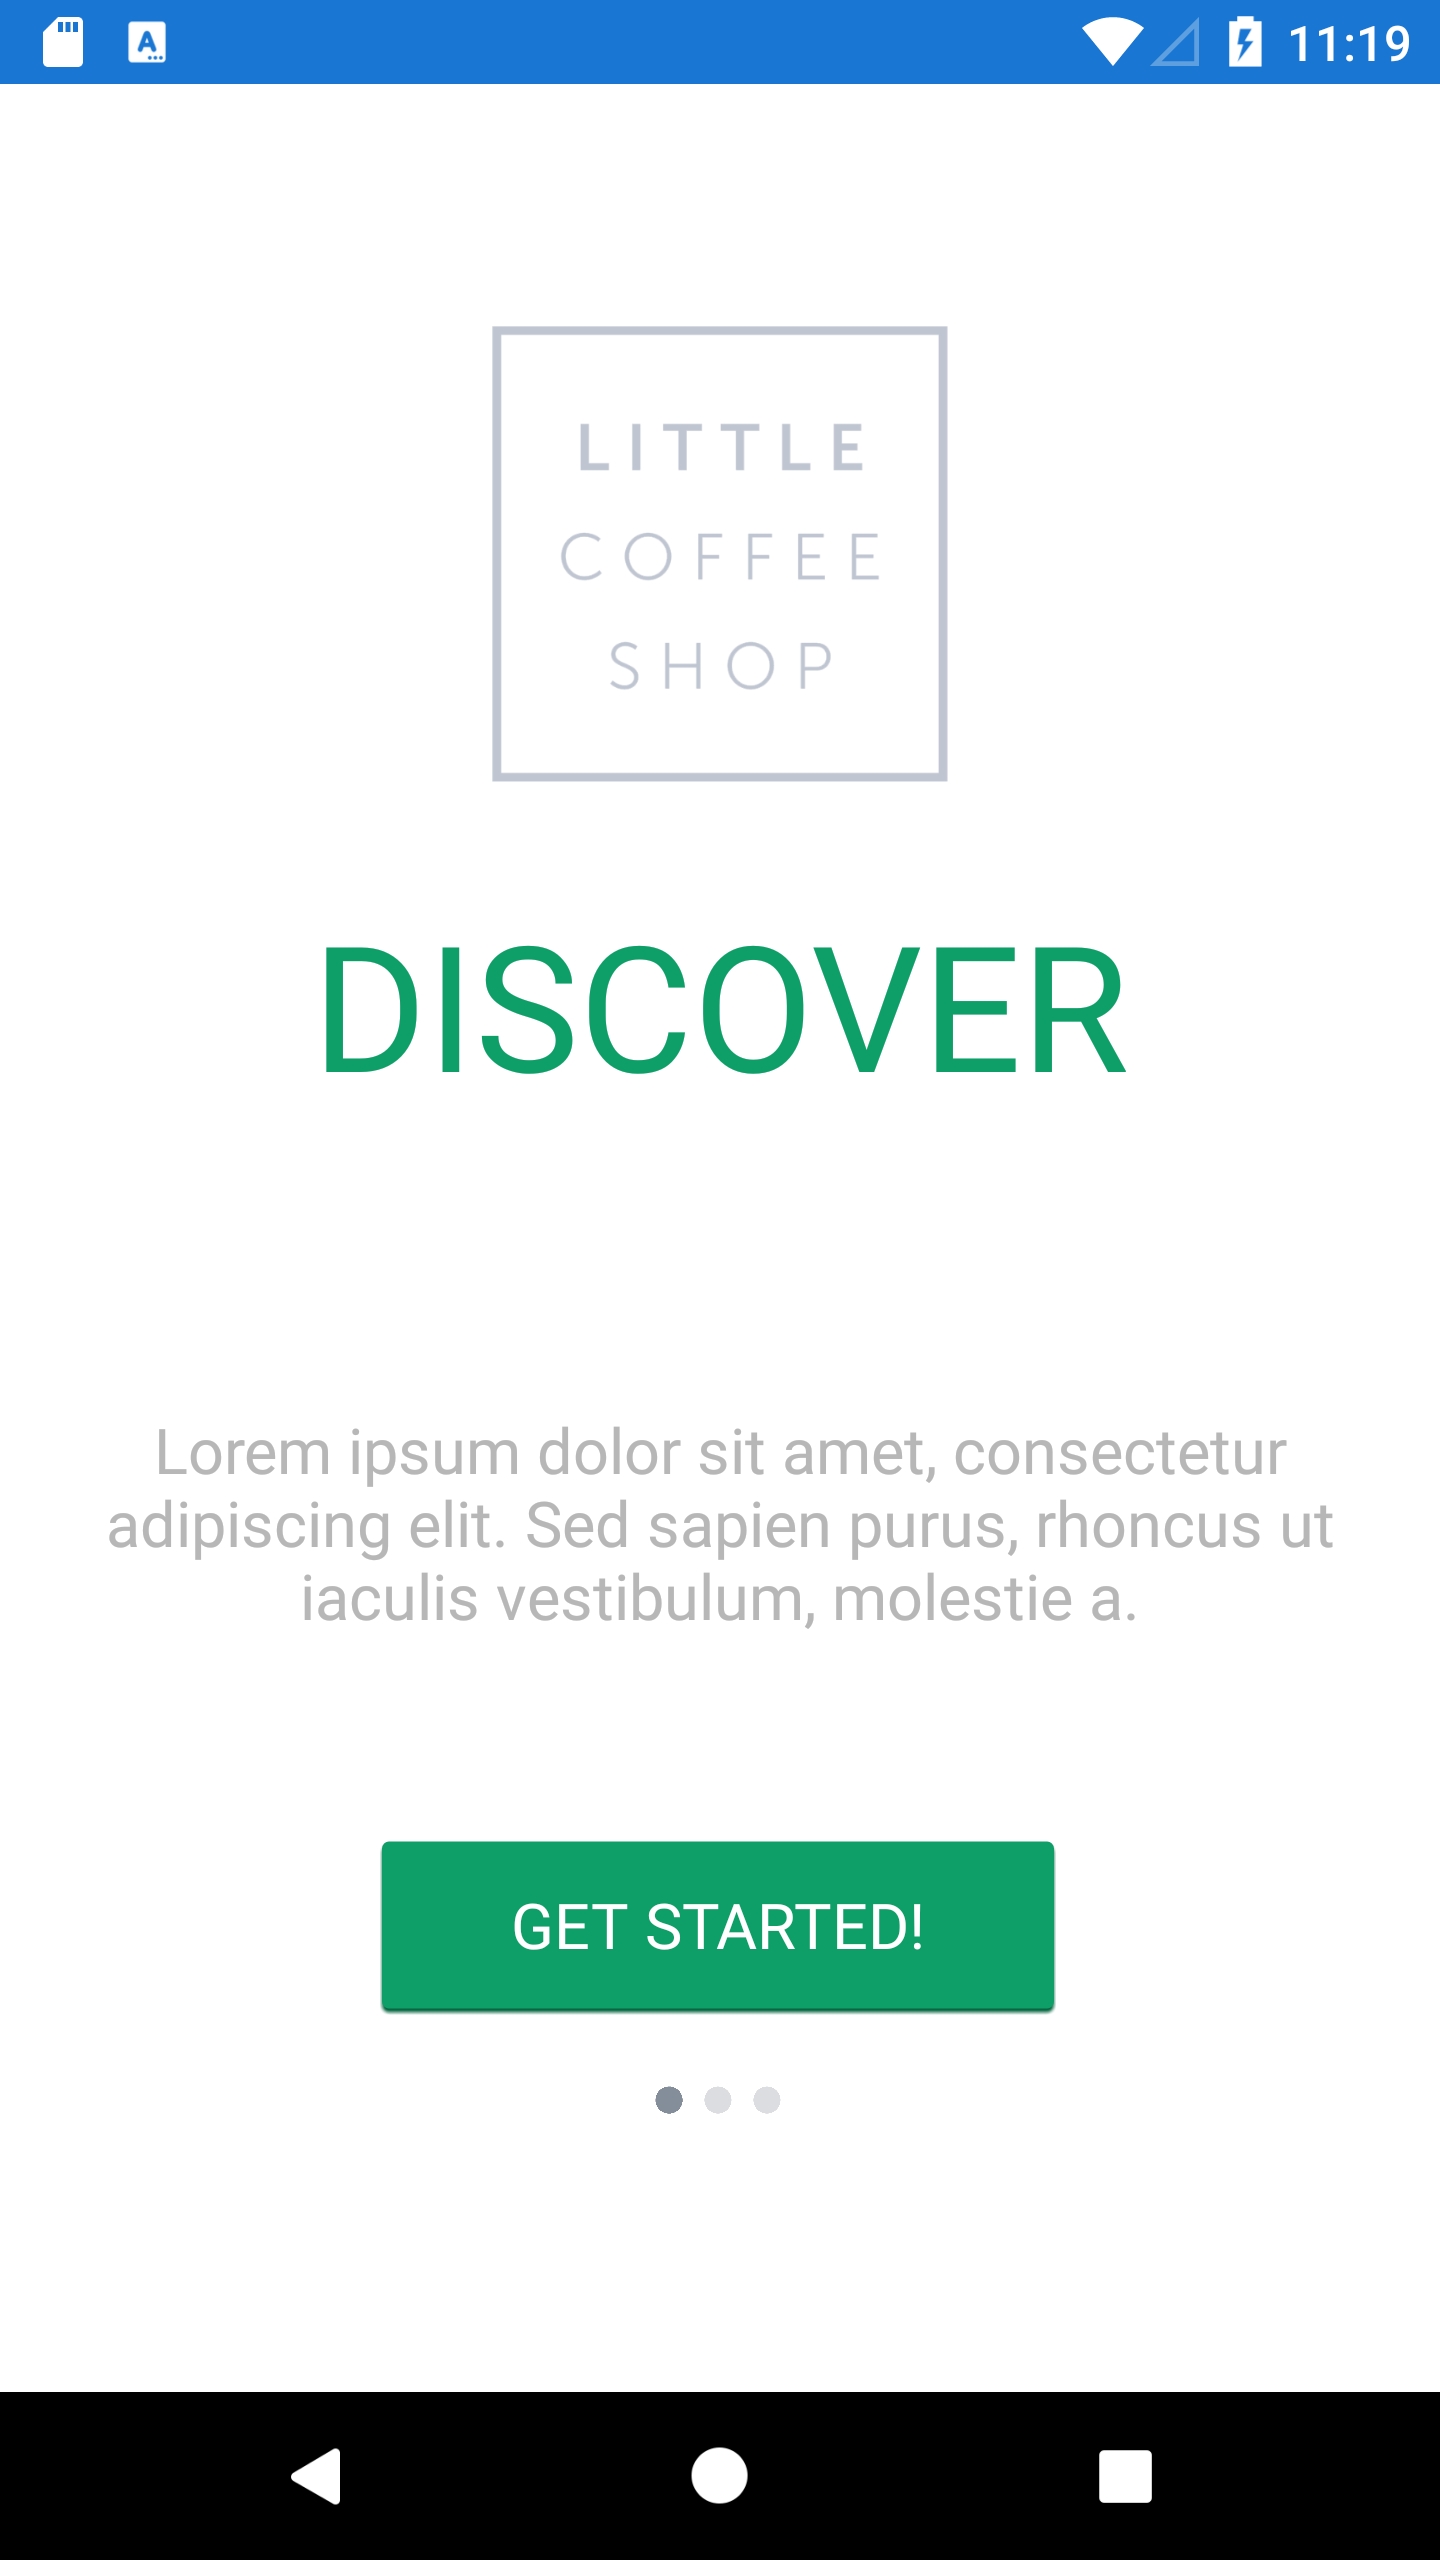 11:19
LITTLE
COFFEE
SHOP
DISCOVER
Lorem ipsum dolor sit amet, consectetur
adipiscing elit. Sed sapien purus, rhoncus ut
iaculis vestibulum, molestie a.
GET STARTED!